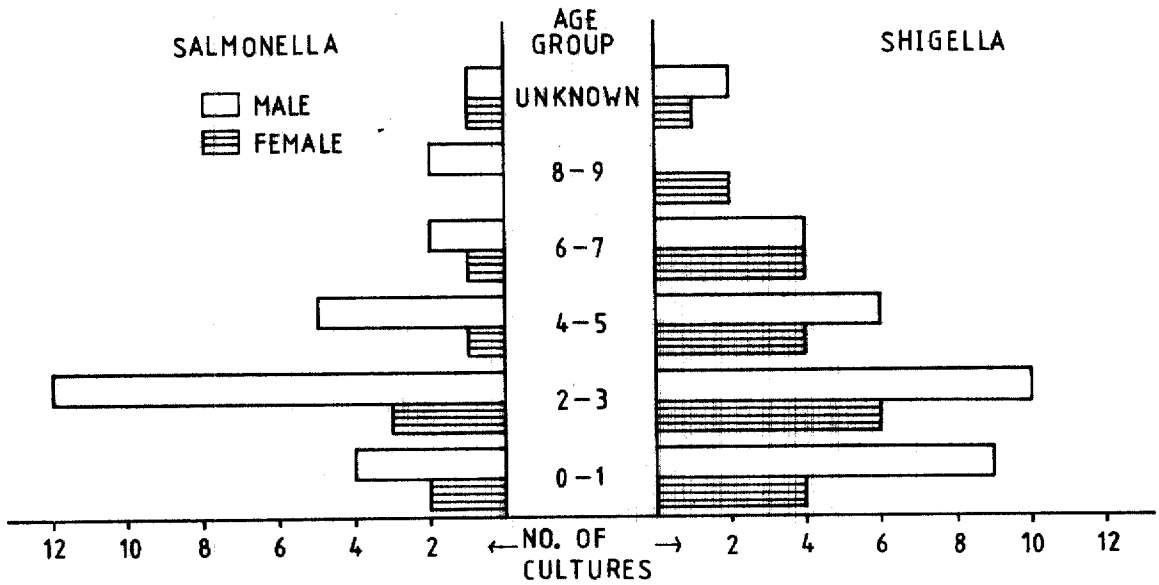 SALMONELLA
MALE
FEMALE
AGE
GROUP
UNKNOWN
8-9
6-7
4-5
2-3
0-1
SHIGELLA
12 10 8 6 4 2
←NO. OF →
CULTURES
2 4 6 8 10 12